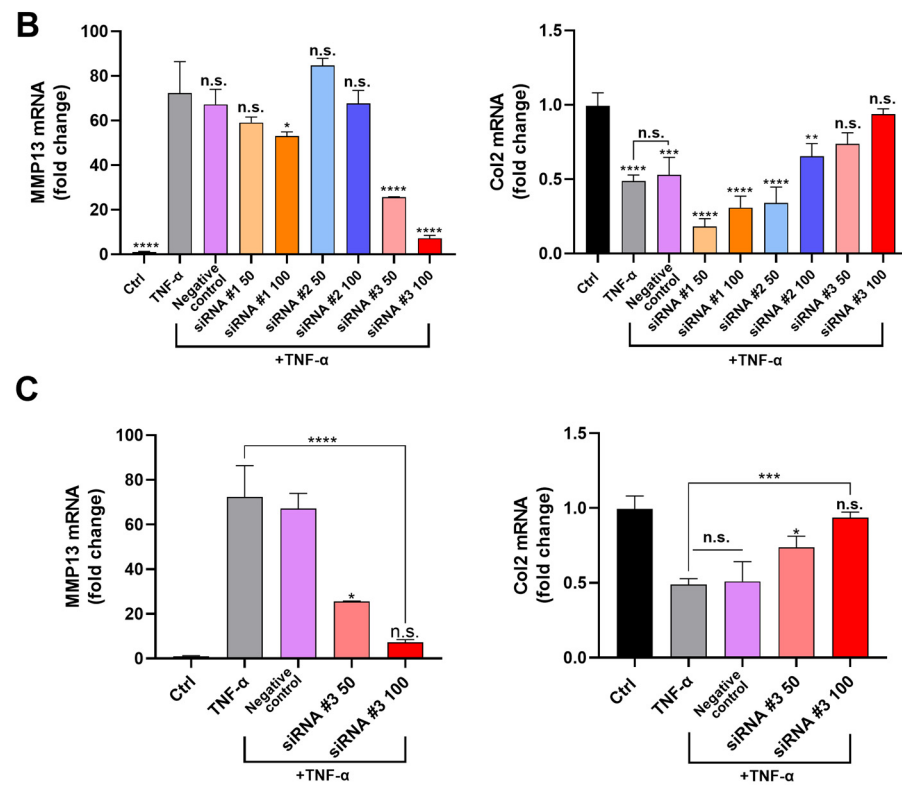 B
MMP13 mRNA
(fold change)
100
80
60
40
20
0
****
n.s.
n.s.
*
n.s.
n.s.
****
****
Ctrl
TNF-α
Negative
control
siRNA #1 50
siRNA #1 100
siRNA #2 50
siRNA #2 100
siRNA #3 50
siRNA #3 100
+TNF-α
Col2 mRNA
(fold change)
1.5
1.0
0.5
0.0
n.s.
****
***
****
****
****
**
n.s.
n.s.
Ctrl
TNF-α
Negative
control
siRNA #1 50
siRNA #1 100
siRNA #2 50
siRNA #2 100
siRNA #3 50
siRNA #3 100
+TNF-α
C
MMP13 mRNA
(fold change)
100
80
60
40
20
0
****
*
n.s.
Ctrl
TNF-α
Negative
control
siRNA #3 50
siRNA #3 100
+TNF-α
Col2 mRNA
(fold change)
1.5
1.0
0.5
0.0
***
n.s.
*
n.s.
Ctrl
TNF-α
Negative
control
siRNA #3 50
siRNA #3 100
+TNF-α